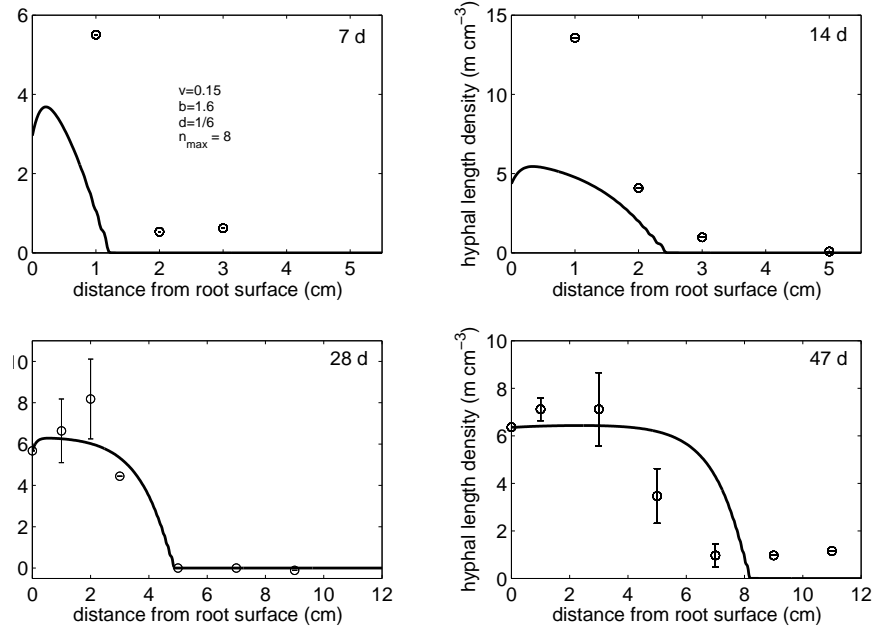 7 d
6
4
2
0
0 1 2 3 4 5
distance from root surface (cm)
v=0.15
b=1.6
d=1/6
n_max = 8
14 d
hyphal length density (m cm⁻³)
15
10
5
0
0 1 2 3 4 5
distance from root surface (cm)
28 d
10
8
6
4
2
0
0 2 4 6 8 10 12
distance from root surface (cm)
47 d
hyphal length density (m cm⁻³)
10
8
6
4
2
0
0 2 4 6 8 10 12
distance from root surface (cm)